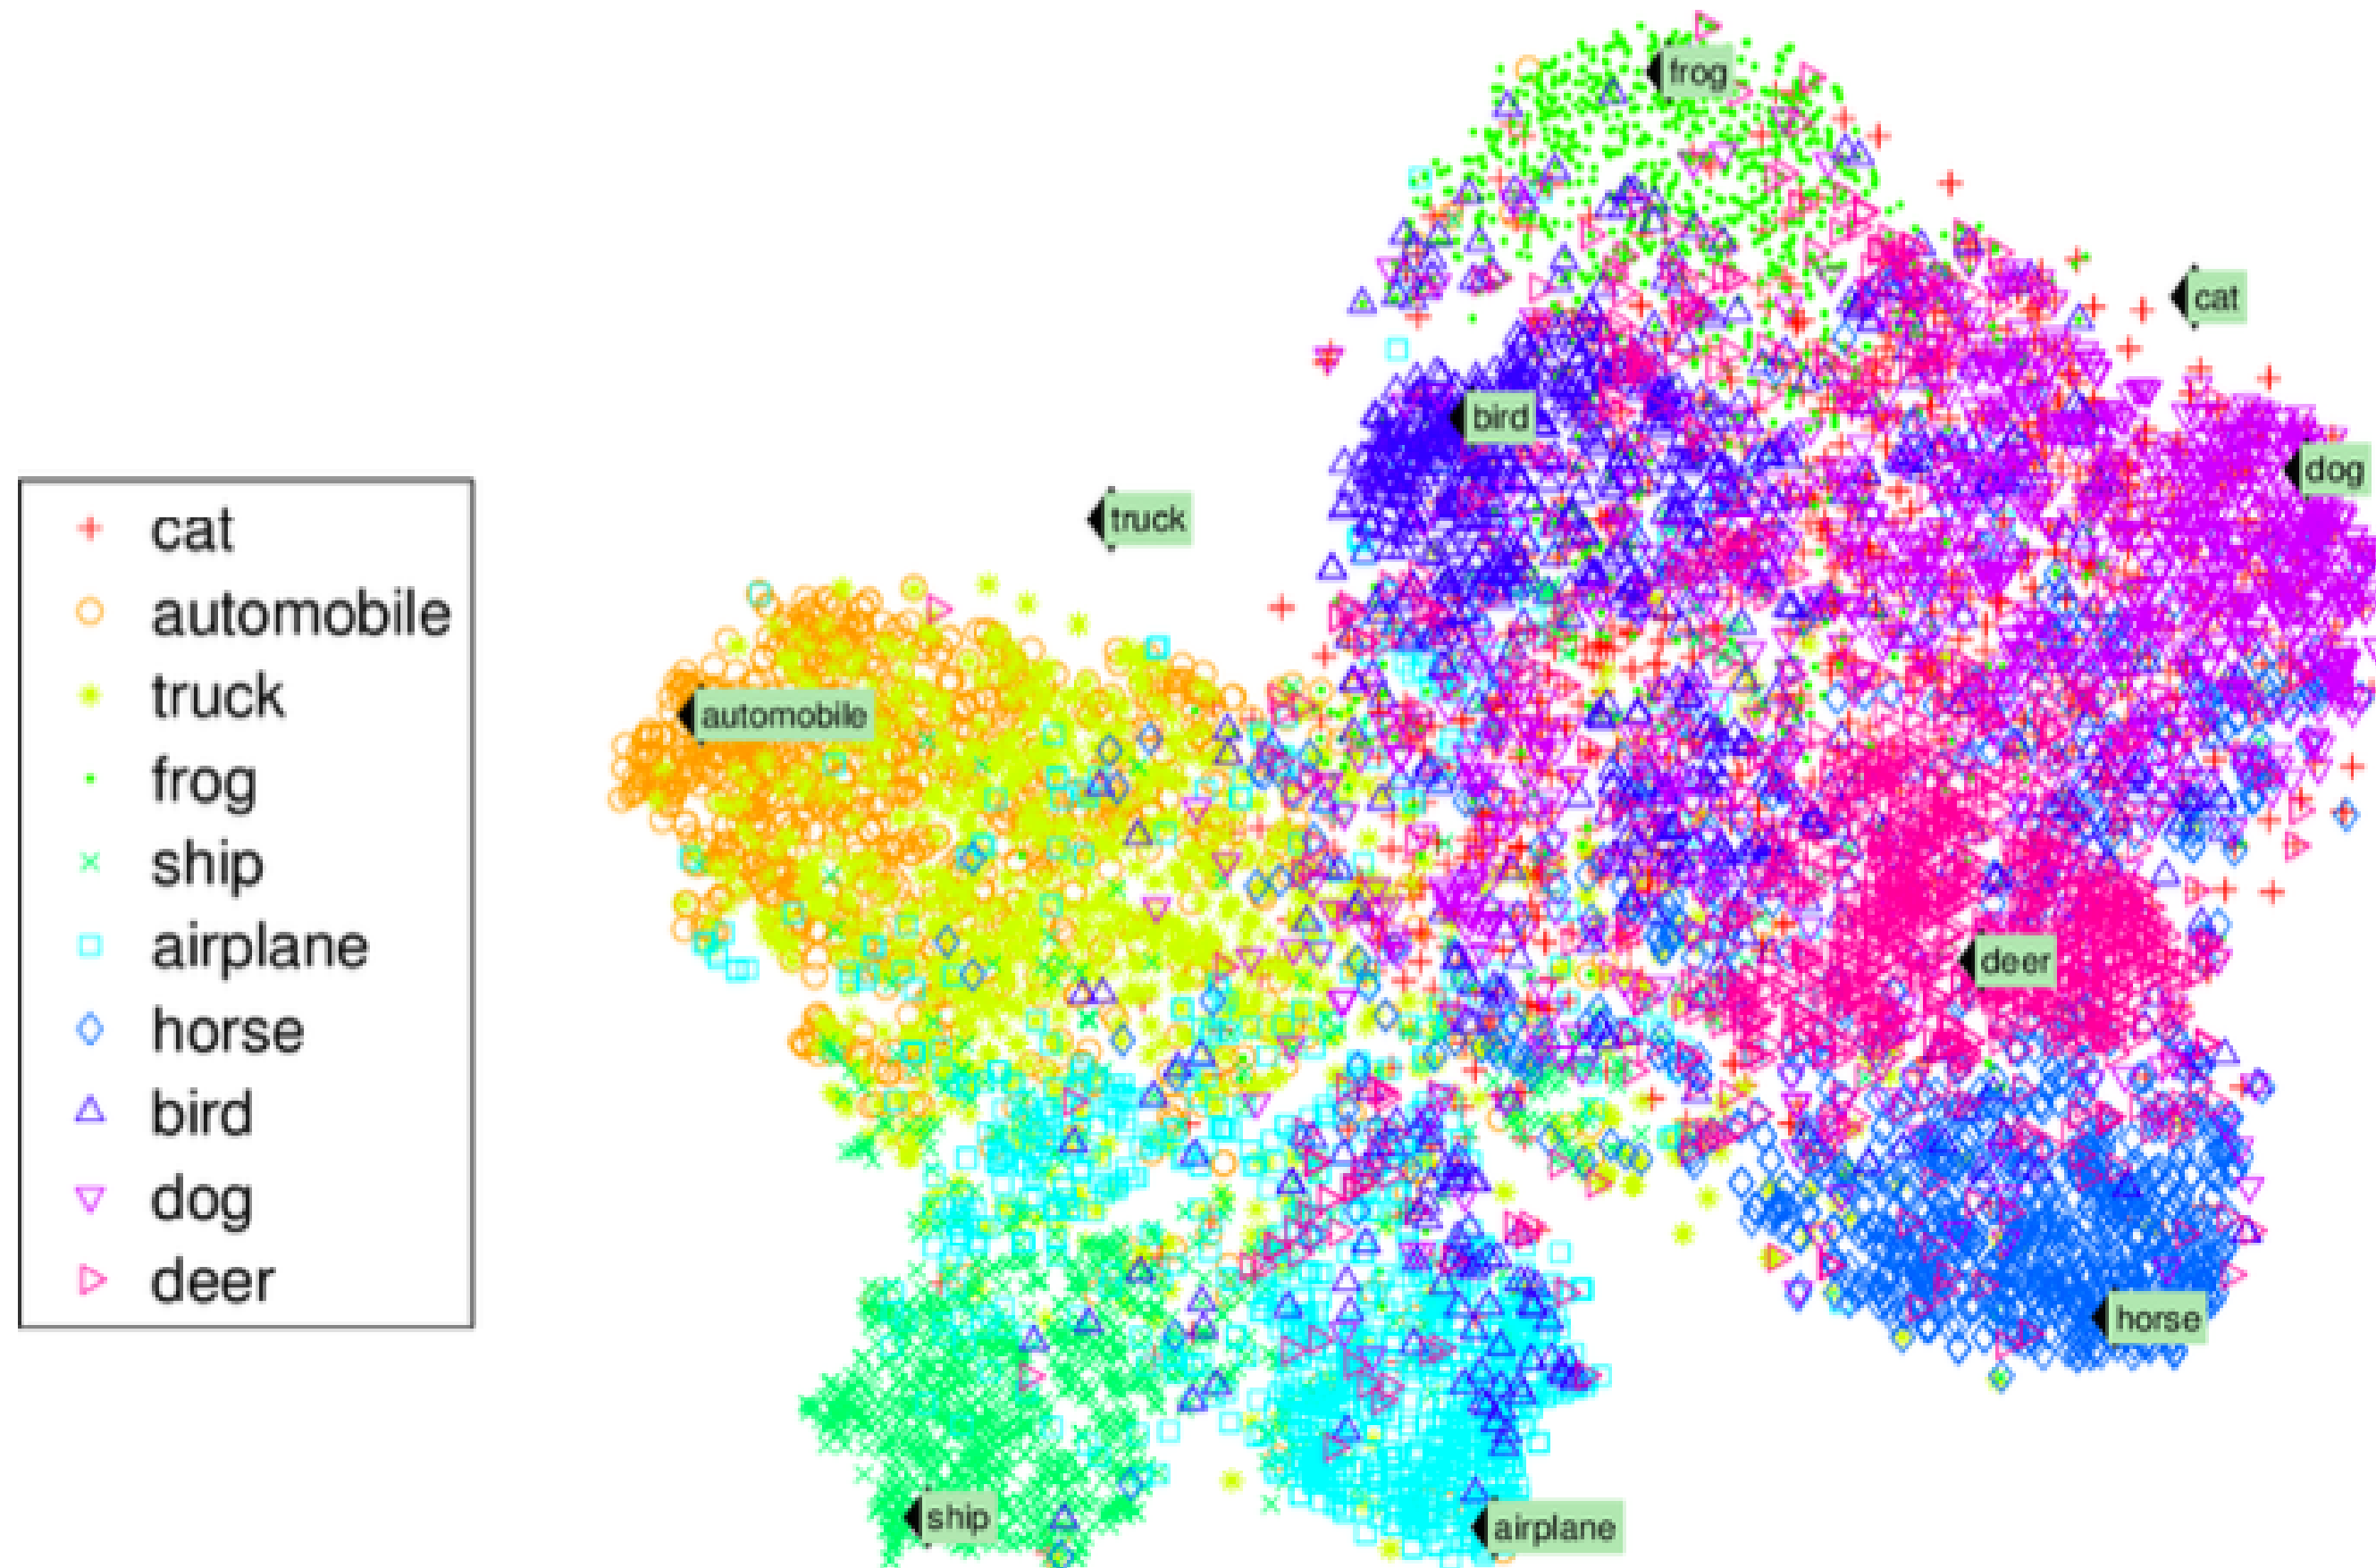 cat
automobile
truck
frog
ship
airplane
horse
bird
dog
deer
frog
cat
bird
dog
truck
automobile
deer
horse
ship
airplane